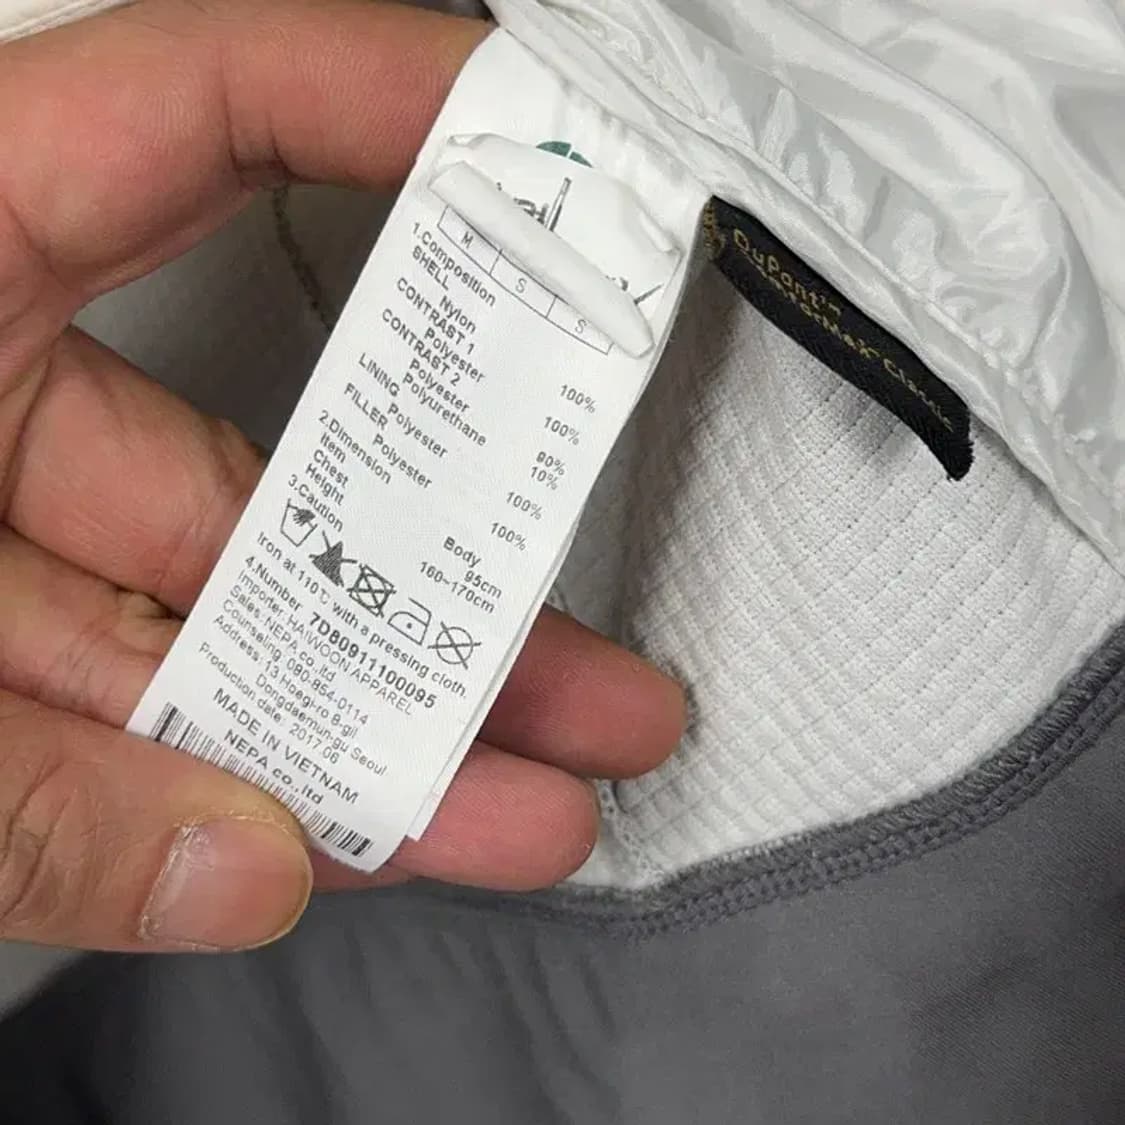 M S S
1.Composition
SHELL
Nylon 100%
CONTRAST 1
Polyester 100%
CONTRAST 2
Polyester 90%
Polyurethane 10%
LINING
Polyester 100%
FILLER
Polyester 100%
2.Dimension
Item Body
Chest 95cm
Height 160~170cm
3.Caution
Iron at 110℃ with a pressing cloth.
4.Number 7D80911100095
Importer: HAIWOON APPAREL
Sales: NEPA co.,ltd
Counseling: 080-854-0114
Address: 13 Hoegi-ro 8-gil
Dongdaemun-gu Seoul
Production date: 2017.06
MADE IN VIETNAM
NEPA co.,ltd
DuPont™
Classic